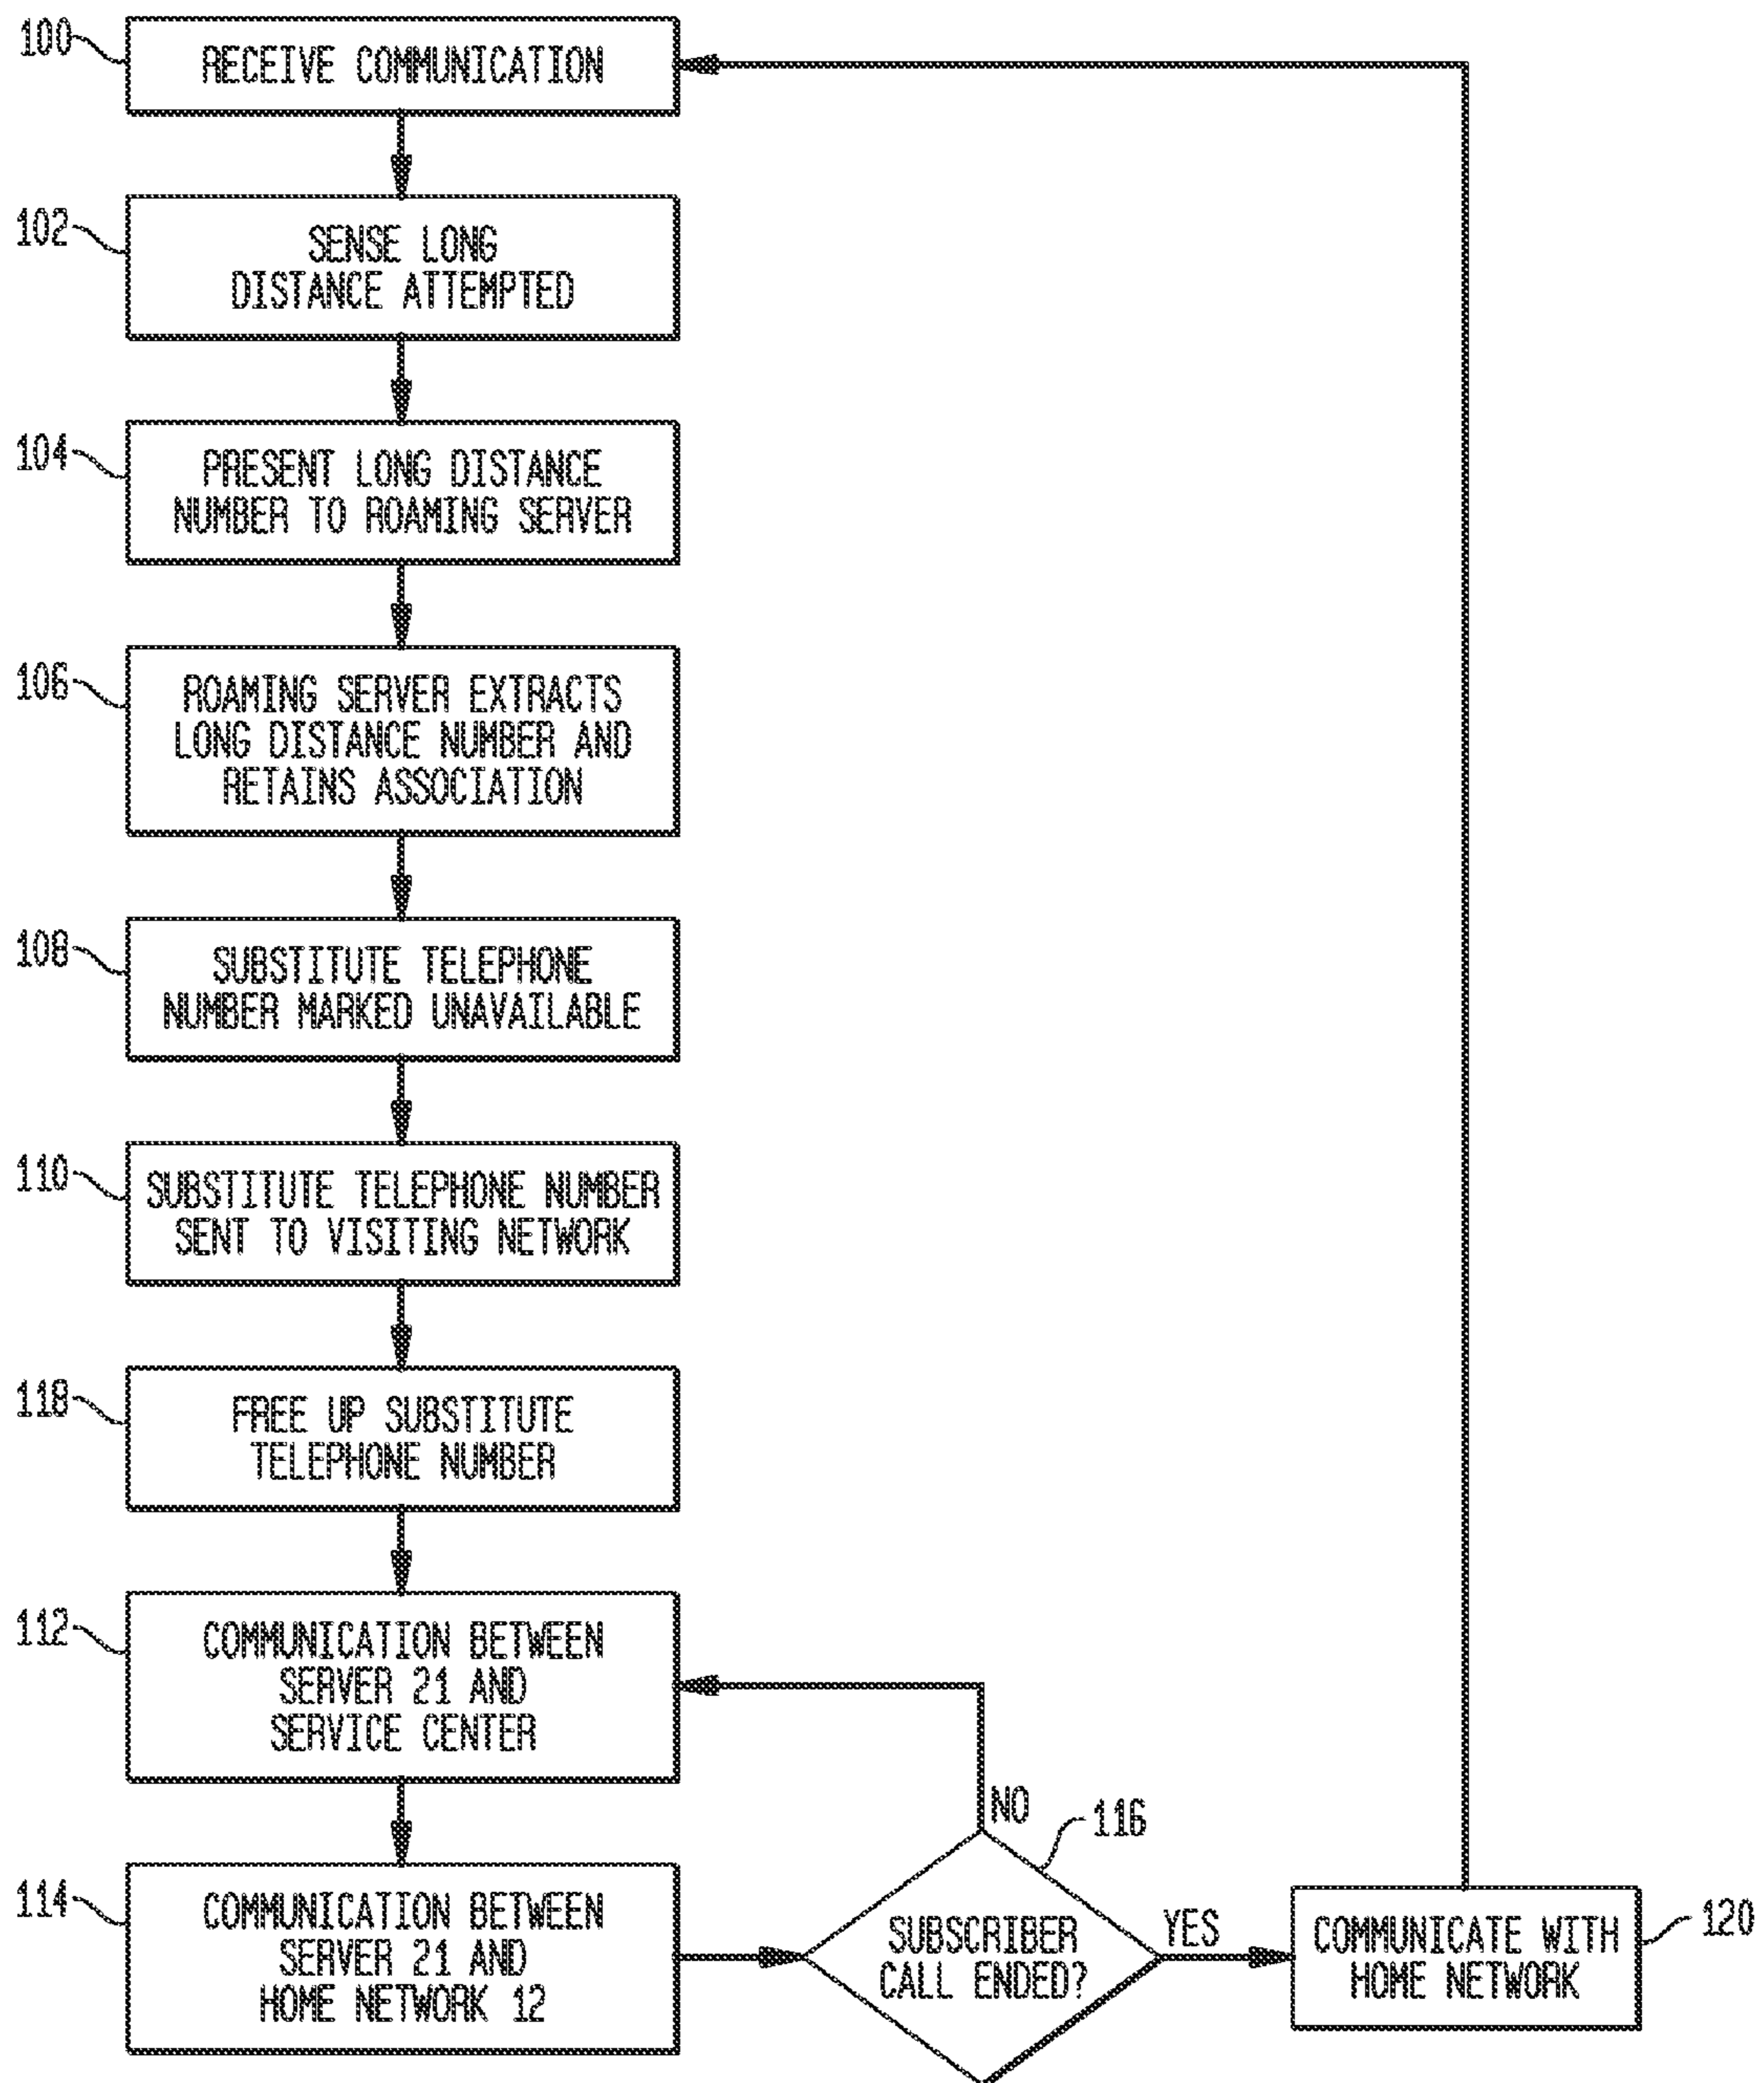 100
RECEIVE COMMUNICATION
102
SENSE LONG
DISTANCE ATTEMPTED
104
PRESENT LONG DISTANCE
NUMBER TO ROAMING SERVER
106
ROAMING SERVER EXTRACTS
LONG DISTANCE NUMBER AND
RETAINS ASSOCIATION
108
SUBSTITUTE TELEPHONE
NUMBER MARKED UNAVAILABLE
110
SUBSTITUTE TELEPHONE NUMBER
SENT TO VISITING NETWORK
118
FREE UP SUBSTITUTE
TELEPHONE NUMBER
112
COMMUNICATION BETWEEN
SERVER 21 AND
SERVICE CENTER
114
COMMUNICATION BETWEEN
SERVER 21 AND
HOME NETWORK 12
NO
116
SUBSCRIBER
CALL ENDED?
YES
COMMUNICATE WITH
HOME NETWORK
120